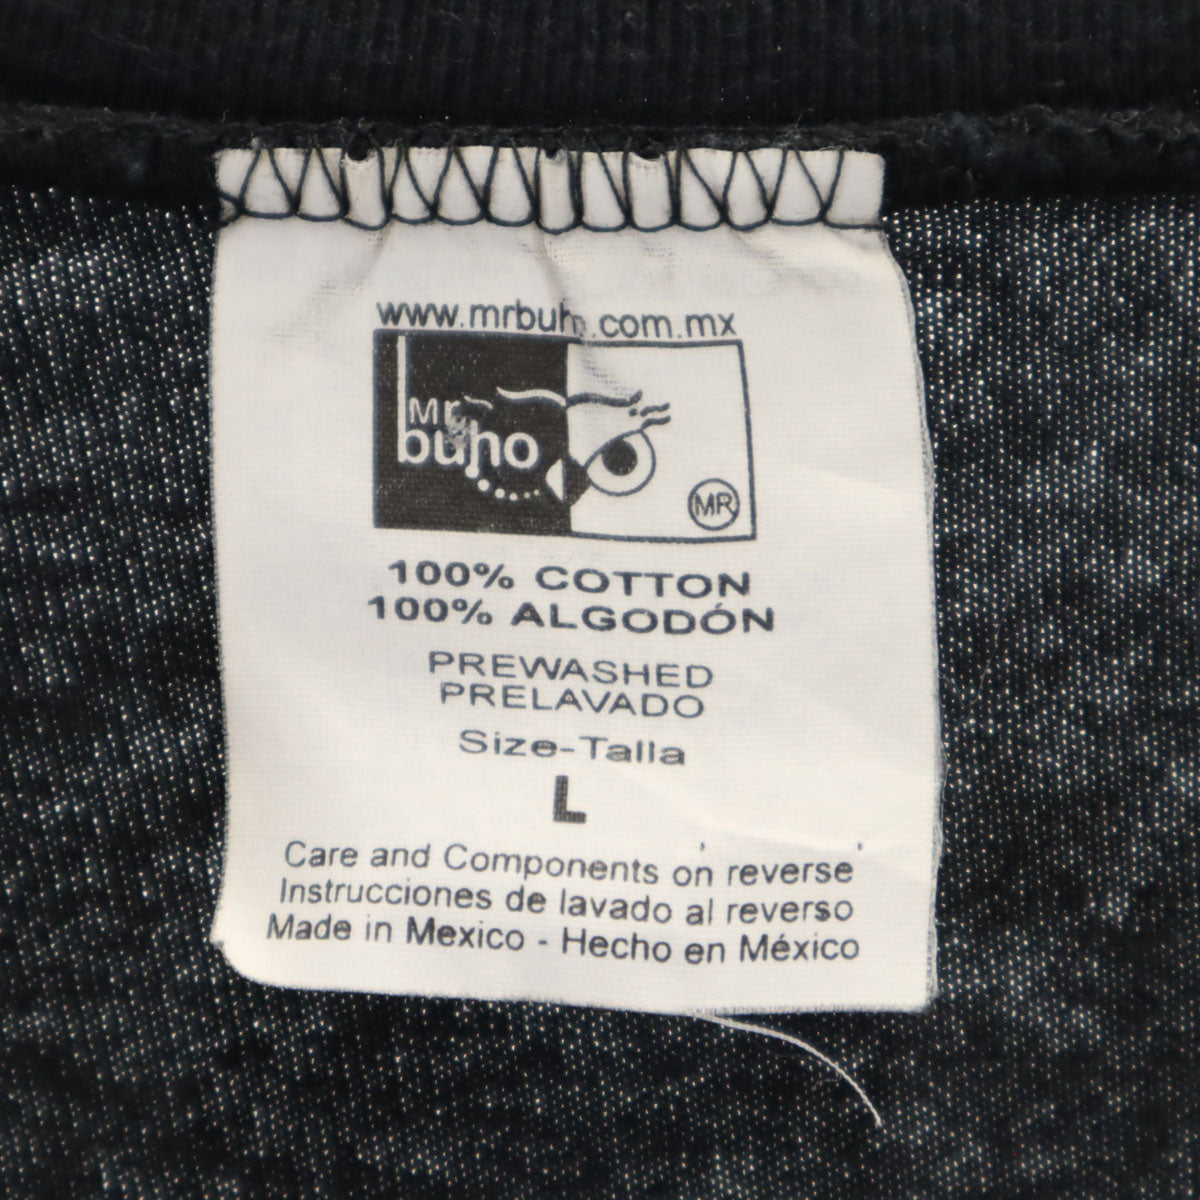 www.mrbuho.com.mx
Mr
buho
MR
100% COTTON
100% ALGODÓN
PREWASHED
PRELAVADO
Size-Talla
L
Care and Components on reverse
Instrucciones de lavado al reverso
Made in Mexico - Hecho en México